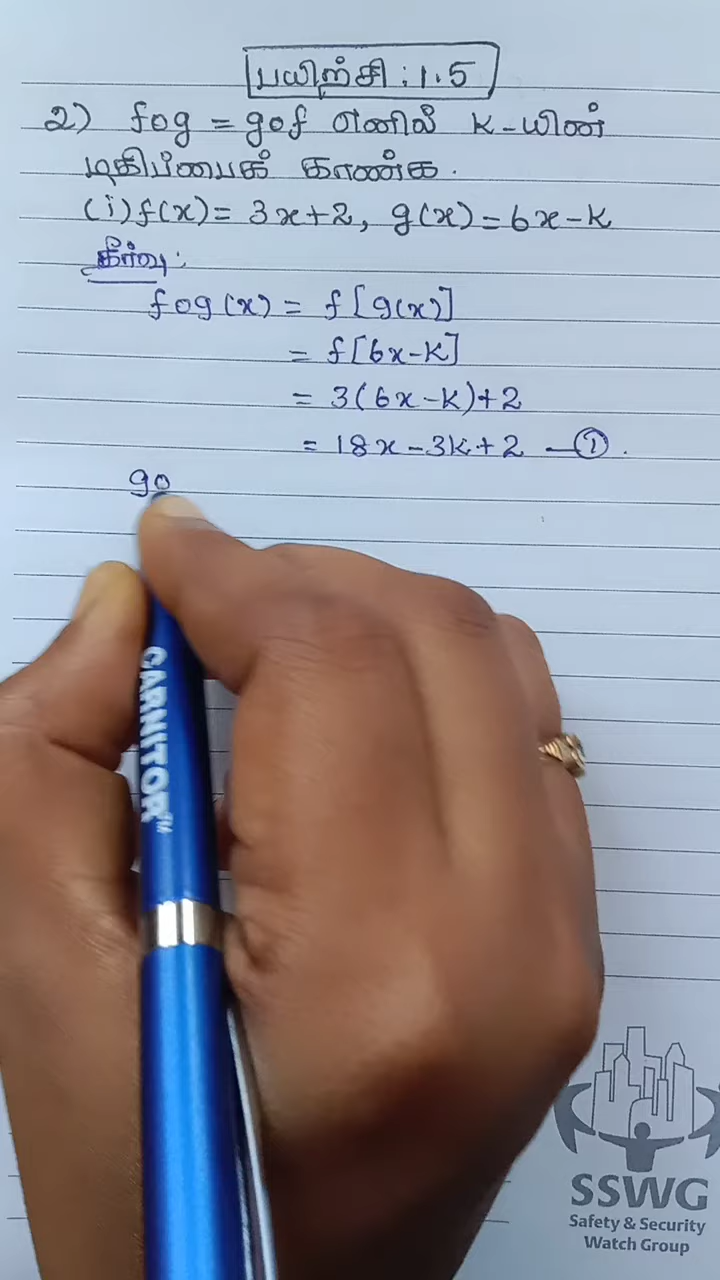 பயிற்சி : 1.5
2) fog = gof எனில் k-யின்
மதிப்பைக் காண்க.
(i) f(x) = 3x+2, g(x) = 6x-k
தீர்வு :
fog(x) = f[g(x)]
= f[6x-k]
= 3(6x-k)+2
= 18x-3k+2 —①.
go
CARNITOR™
SSWG
Safety & Security
Watch Group